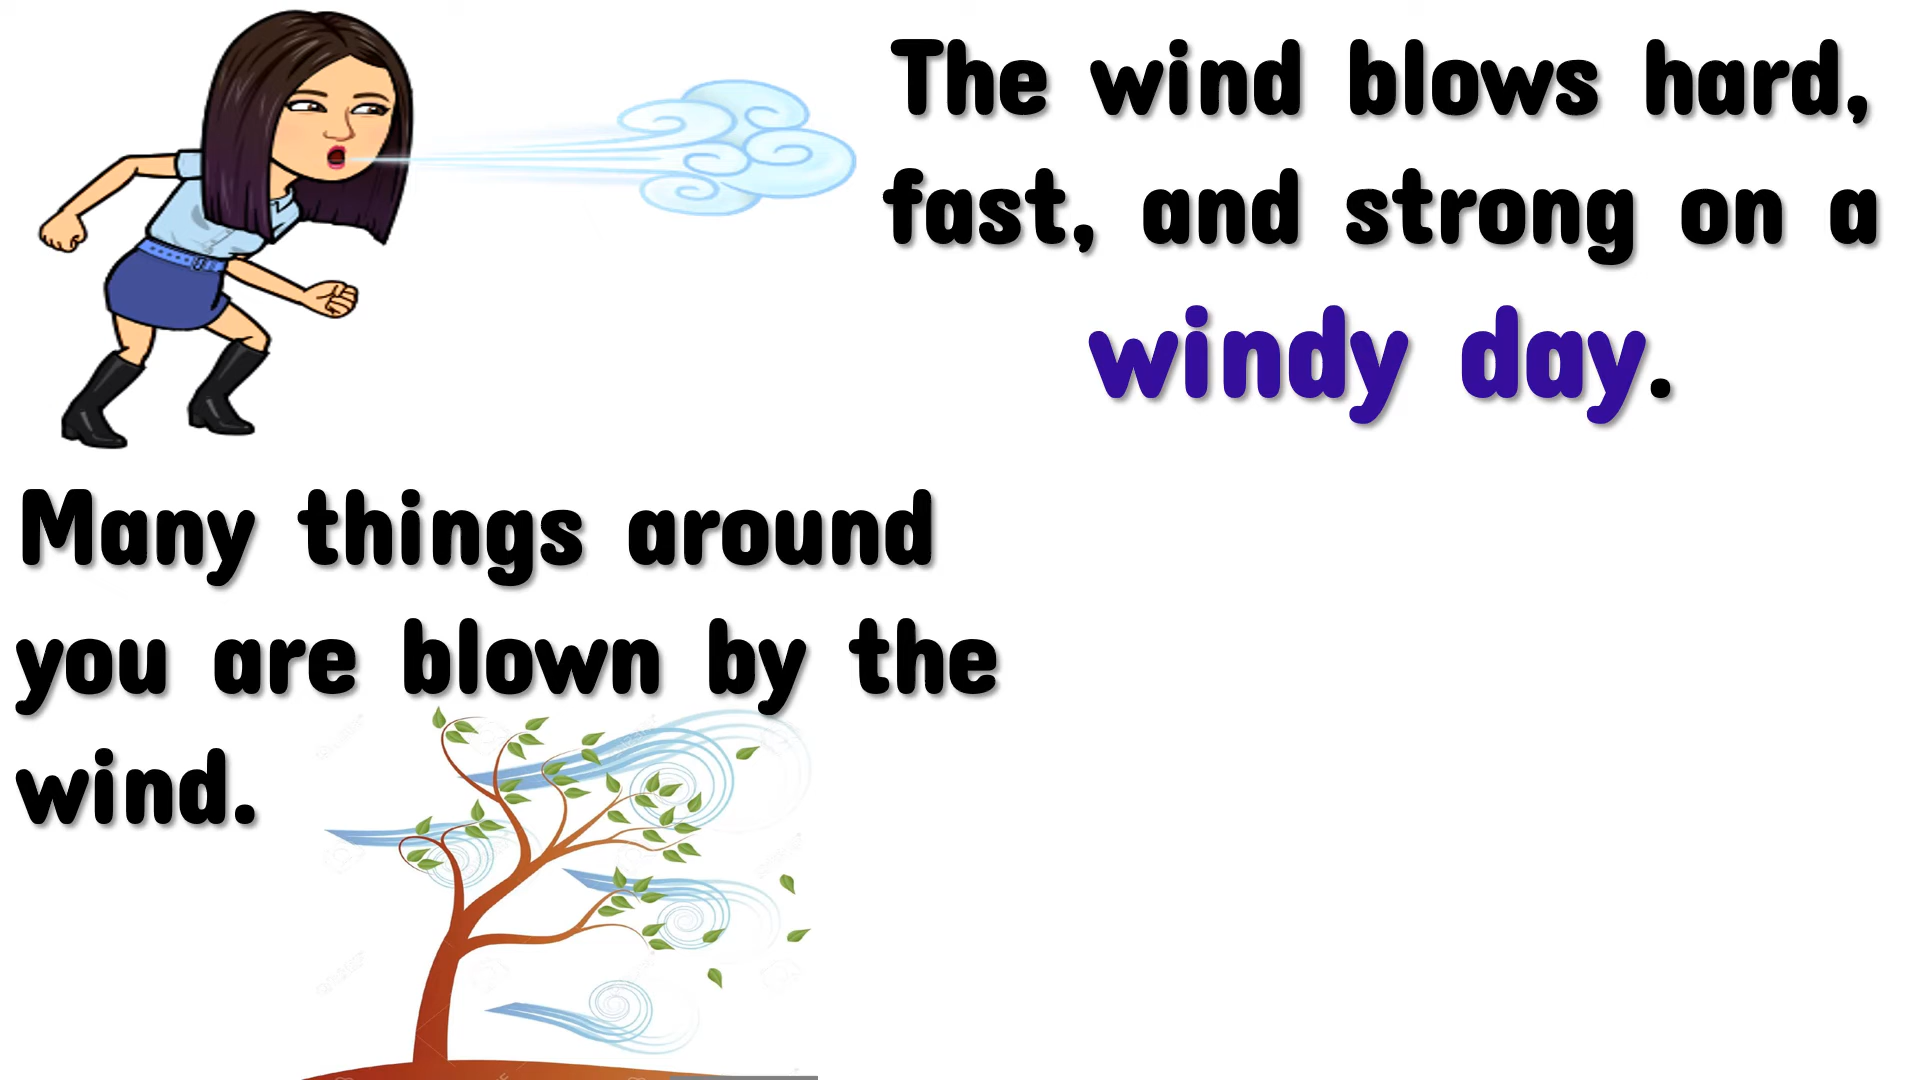 The wind blows hard,
fast, and strong on a
windy day.
Many things around
you are blown by the
wind.